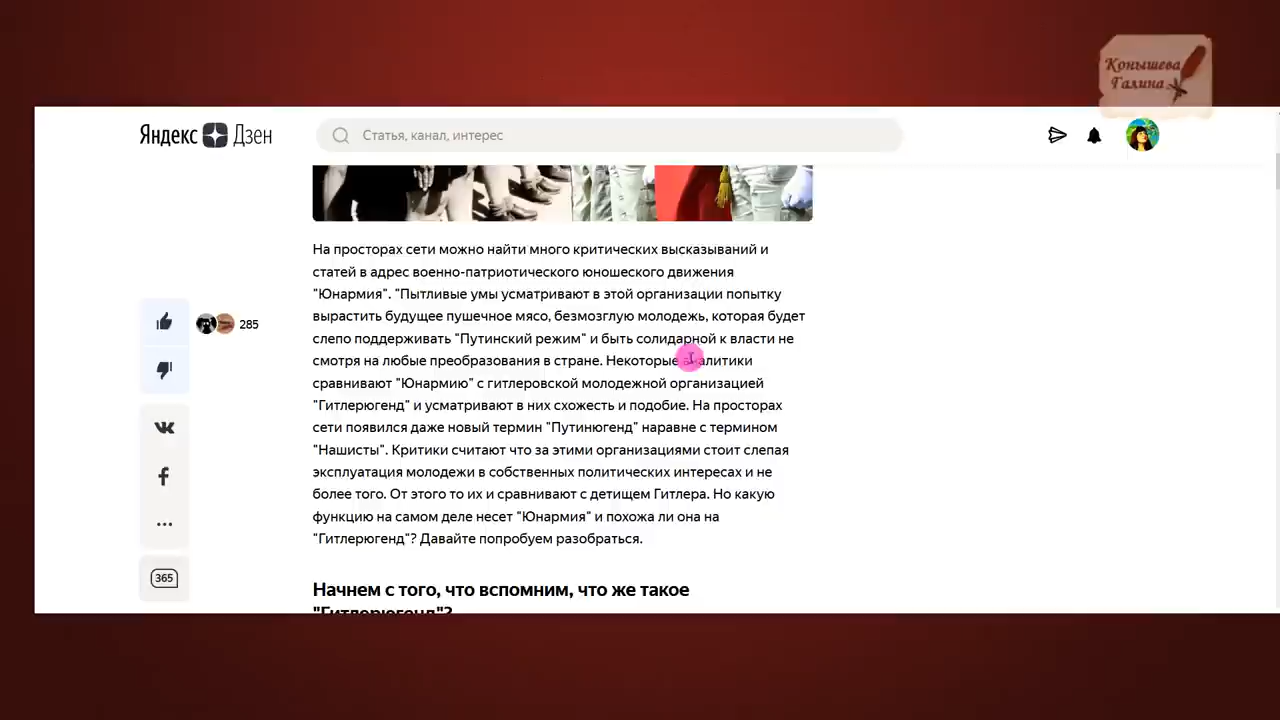 Конышева
Галина
Яндекс Дзен
Статья, канал, интерес
На просторах сети можно найти много критических высказываний и
статей в адрес военно-патриотического юношеского движения
"Юнармия". "Пытливые умы усматривают в этой организации попытку
вырастить будущее пушечное мясо, безмозглую молодежь, которая будет
слепо поддерживать "Путинский режим" и быть солидарной к власти не
смотря на любые преобразования в стране. Некоторые аналитики
сравнивают "Юнармию" с гитлеровской молодежной организацией
"Гитлерюгенд" и усматривают в них схожесть и подобие. На просторах
сети появился даже новый термин "Путинюгенд" наравне с термином
"Нашисты". Критики считают что за этими организациями стоит слепая
эксплуатация молодежи в собственных политических интересах и не
более того. От этого то их и сравнивают с детищем Гитлера. Но какую
функцию на самом деле несет "Юнармия" и похожа ли она на
"Гитлерюгенд"? Давайте попробуем разобраться.
285
365
Начнем с того, что вспомним, что же такое
"Гитлерюгенд"?